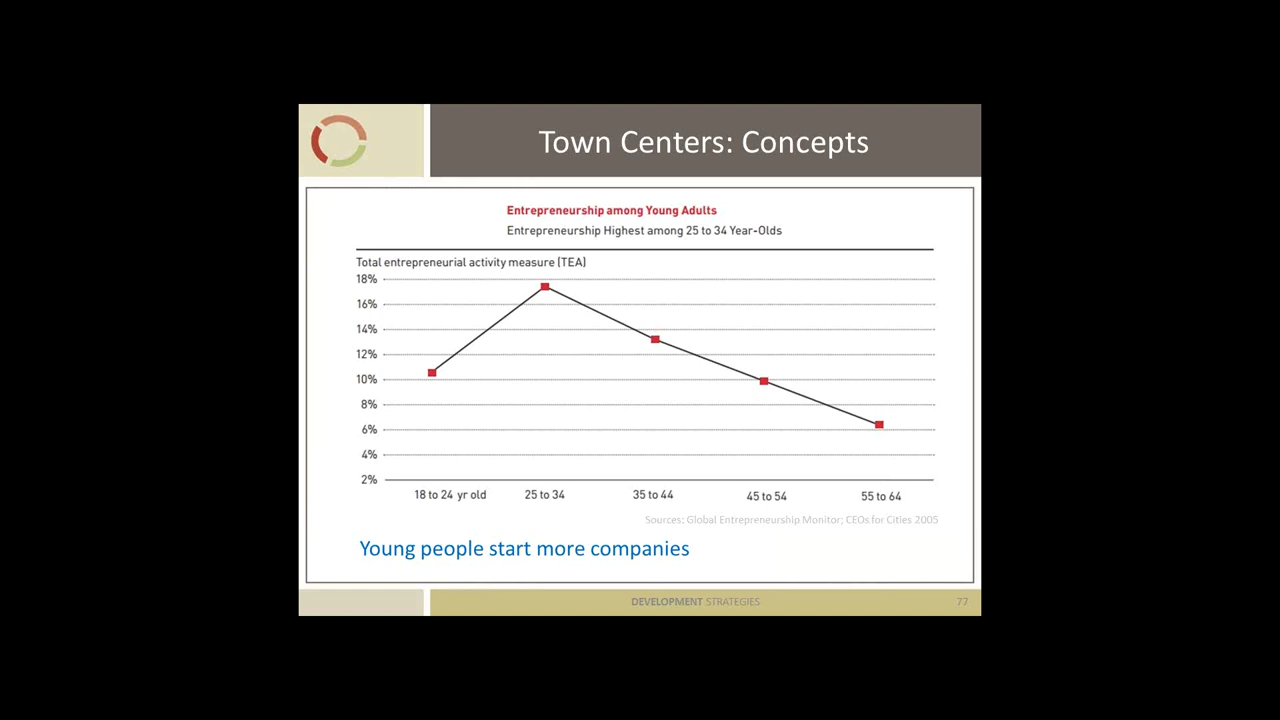 Town Centers: Concepts
Entrepreneurship among Young Adults
Entrepreneurship Highest among 25 to 34 Year-Olds
Total entrepreneurial activity measure (TEA)
18%
16%
14%
12%
10%
8%
6%
4%
2%
18 to 24 yr old 25 to 34 35 to 44 45 to 54 55 to 64
Sources: Global Entrepreneurship Monitor; CEOs for Cities 2005
Young people start more companies
DEVELOPMENT STRATEGIES 77